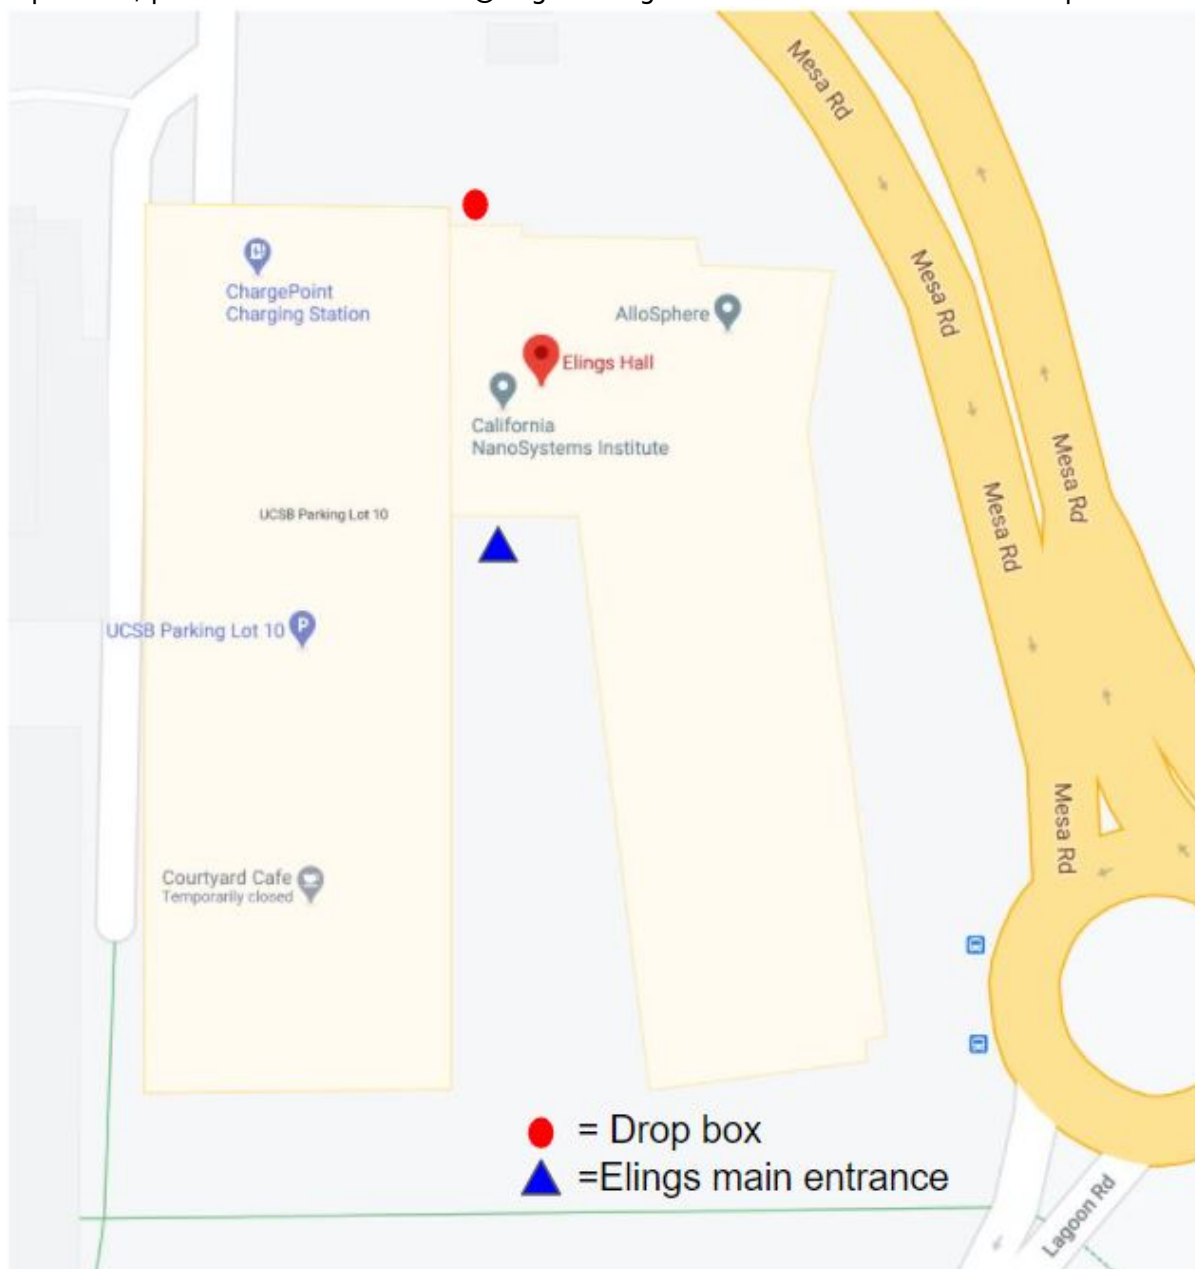 Mesa Rd
Mesa Rd
ChargePoint
Charging Station
AlloSphere
Elings Hall
California
NanoSystems Institute
Mesa Rd
Mesa Rd
UCSB Parking Lot 10
UCSB Parking Lot 10
P
Mesa Rd
Courtyard Cafe
Temporarily closed
= Drop box
=Elings main entrance
Lagoon Rd